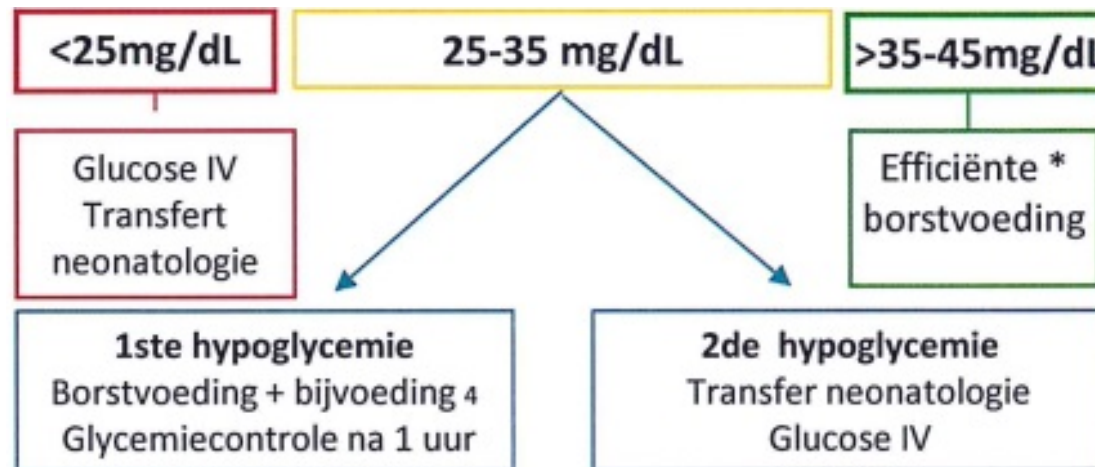 <25mg/dL
25-35 mg/dL
>35-45mg/dL
Glucose IV
Transfert
neonatologie
Efficiënte *
borstvoeding
1ste hypoglycemie
Borstvoeding + bijvoeding 4
Glycemiecontrole na 1 uur
2de hypoglycemie
Transfer neonatologie
Glucose IV